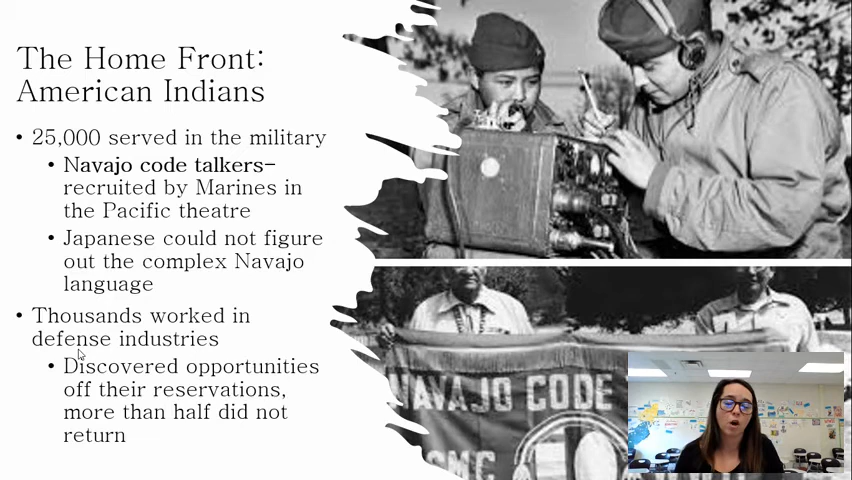 The Home Front:
American Indians
• 25,000 served in the military
• Navajo code talkers–
recruited by Marines in
the Pacific theatre
• Japanese could not figure
out the complex Navajo
language
• Thousands worked in
defense industries
• Discovered opportunities
off their reservations,
more than half did not
return
NAVAJO CODE